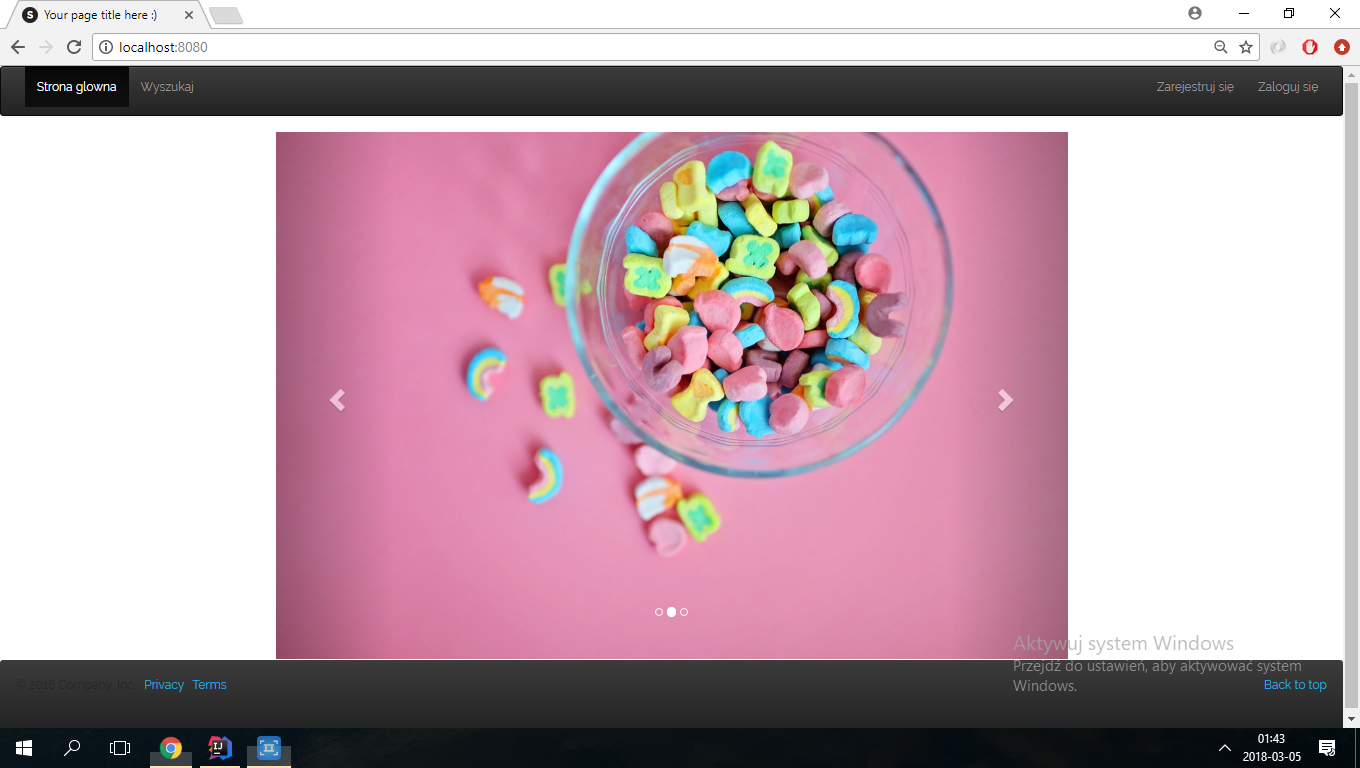 S Your page title here :)
localhost:8080
Strona glowna Wyszukaj Zarejestruj się Zaloguj się
Aktywuj system Windows
Przejdź do ustawień, aby aktywować system
Windows.
© 2016 Company, Inc. Privacy Terms Back to top
IJ
01:43
2018-03-05